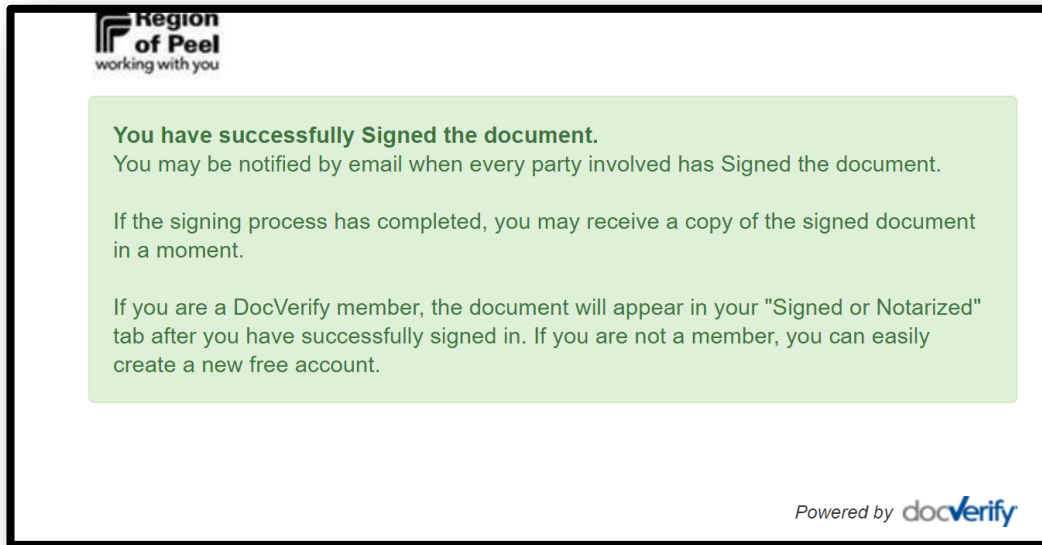 Region
of Peel
working with you
You have successfully Signed the document.
You may be notified by email when every party involved has Signed the document.
If the signing process has completed, you may receive a copy of the signed document
in a moment.
If you are a DocVerify member, the document will appear in your "Signed or Notarized"
tab after you have successfully signed in. If you are not a member, you can easily
create a new free account.
Powered by docVerify